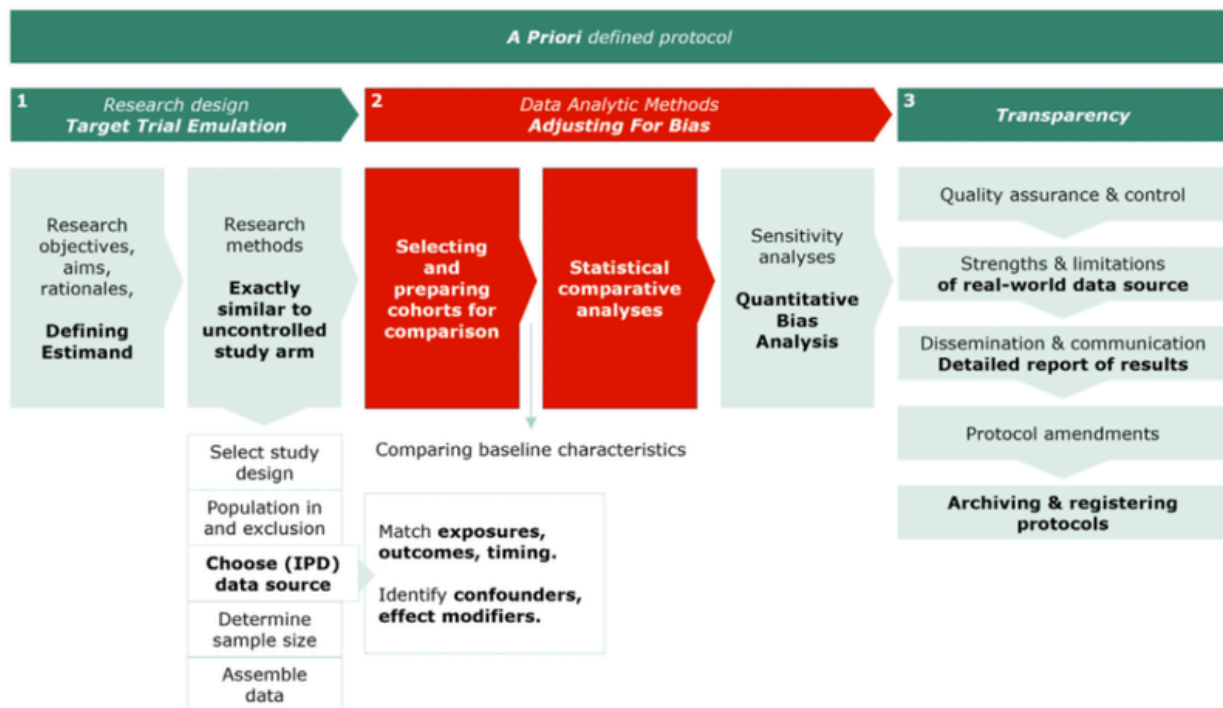 A Priori defined protocol
1
Research design
Target Trial Emulation
2
Data Analytic Methods
Adjusting For Bias
3
Transparency
Research
objectives,
aims,
rationales,
Defining
Estimand
Research
methods
Exactly
similar to
uncontrolled
study arm
Selecting
and
preparing
cohorts for
comparison
Statistical
comparative
analyses
Sensitivity
analyses
Quantitative
Bias
Analysis
Quality assurance & control
Strengths & limitations
of real-world data source
Dissemination & communication
Detailed report of results
Protocol amendments
Archiving & registering
protocols
Select study
design
Population in
and exclusion
Choose (IPD)
data source
Determine
sample size
Assemble
data
Comparing baseline characteristics
Match exposures,
outcomes, timing.
Identify confounders,
effect modifiers.